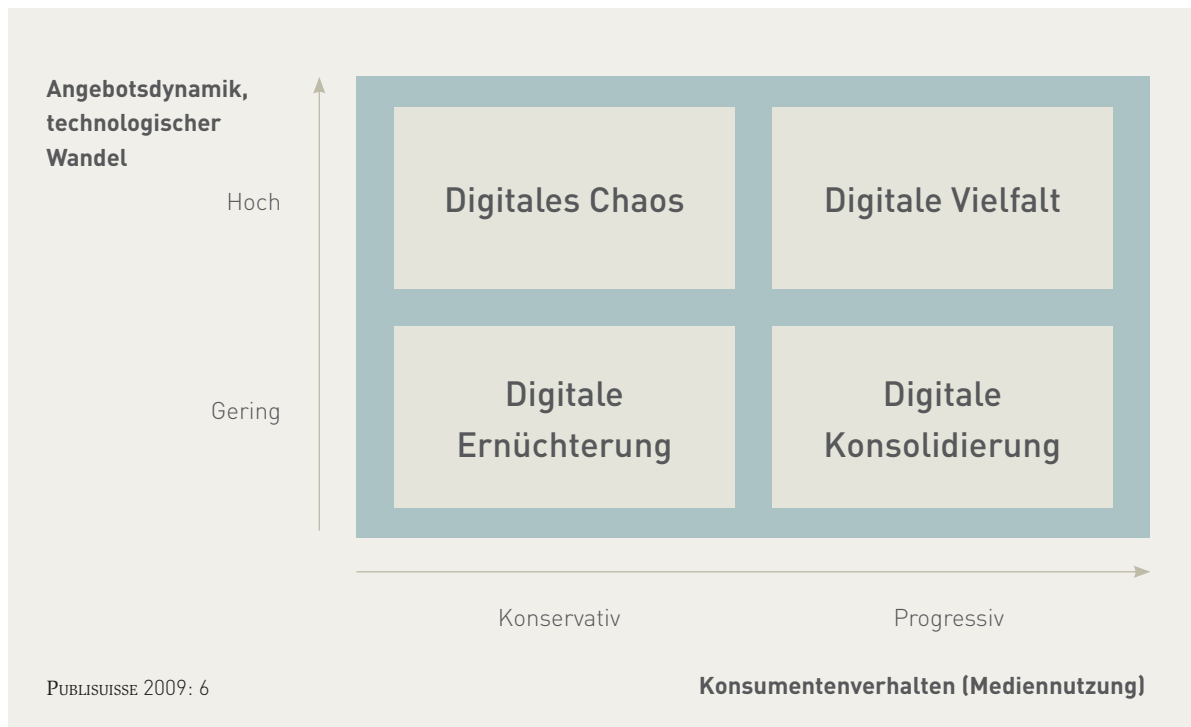 Angebotsdynamik,
technologischer
Wandel
Hoch
Digitales Chaos
Digitale Vielfalt
Gering
Digitale
Ernüchterung
Digitale
Konsolidierung
Konservativ
Progressiv
PUBLISUISSE 2009: 6
Konsumentenverhalten (Mediennutzung)